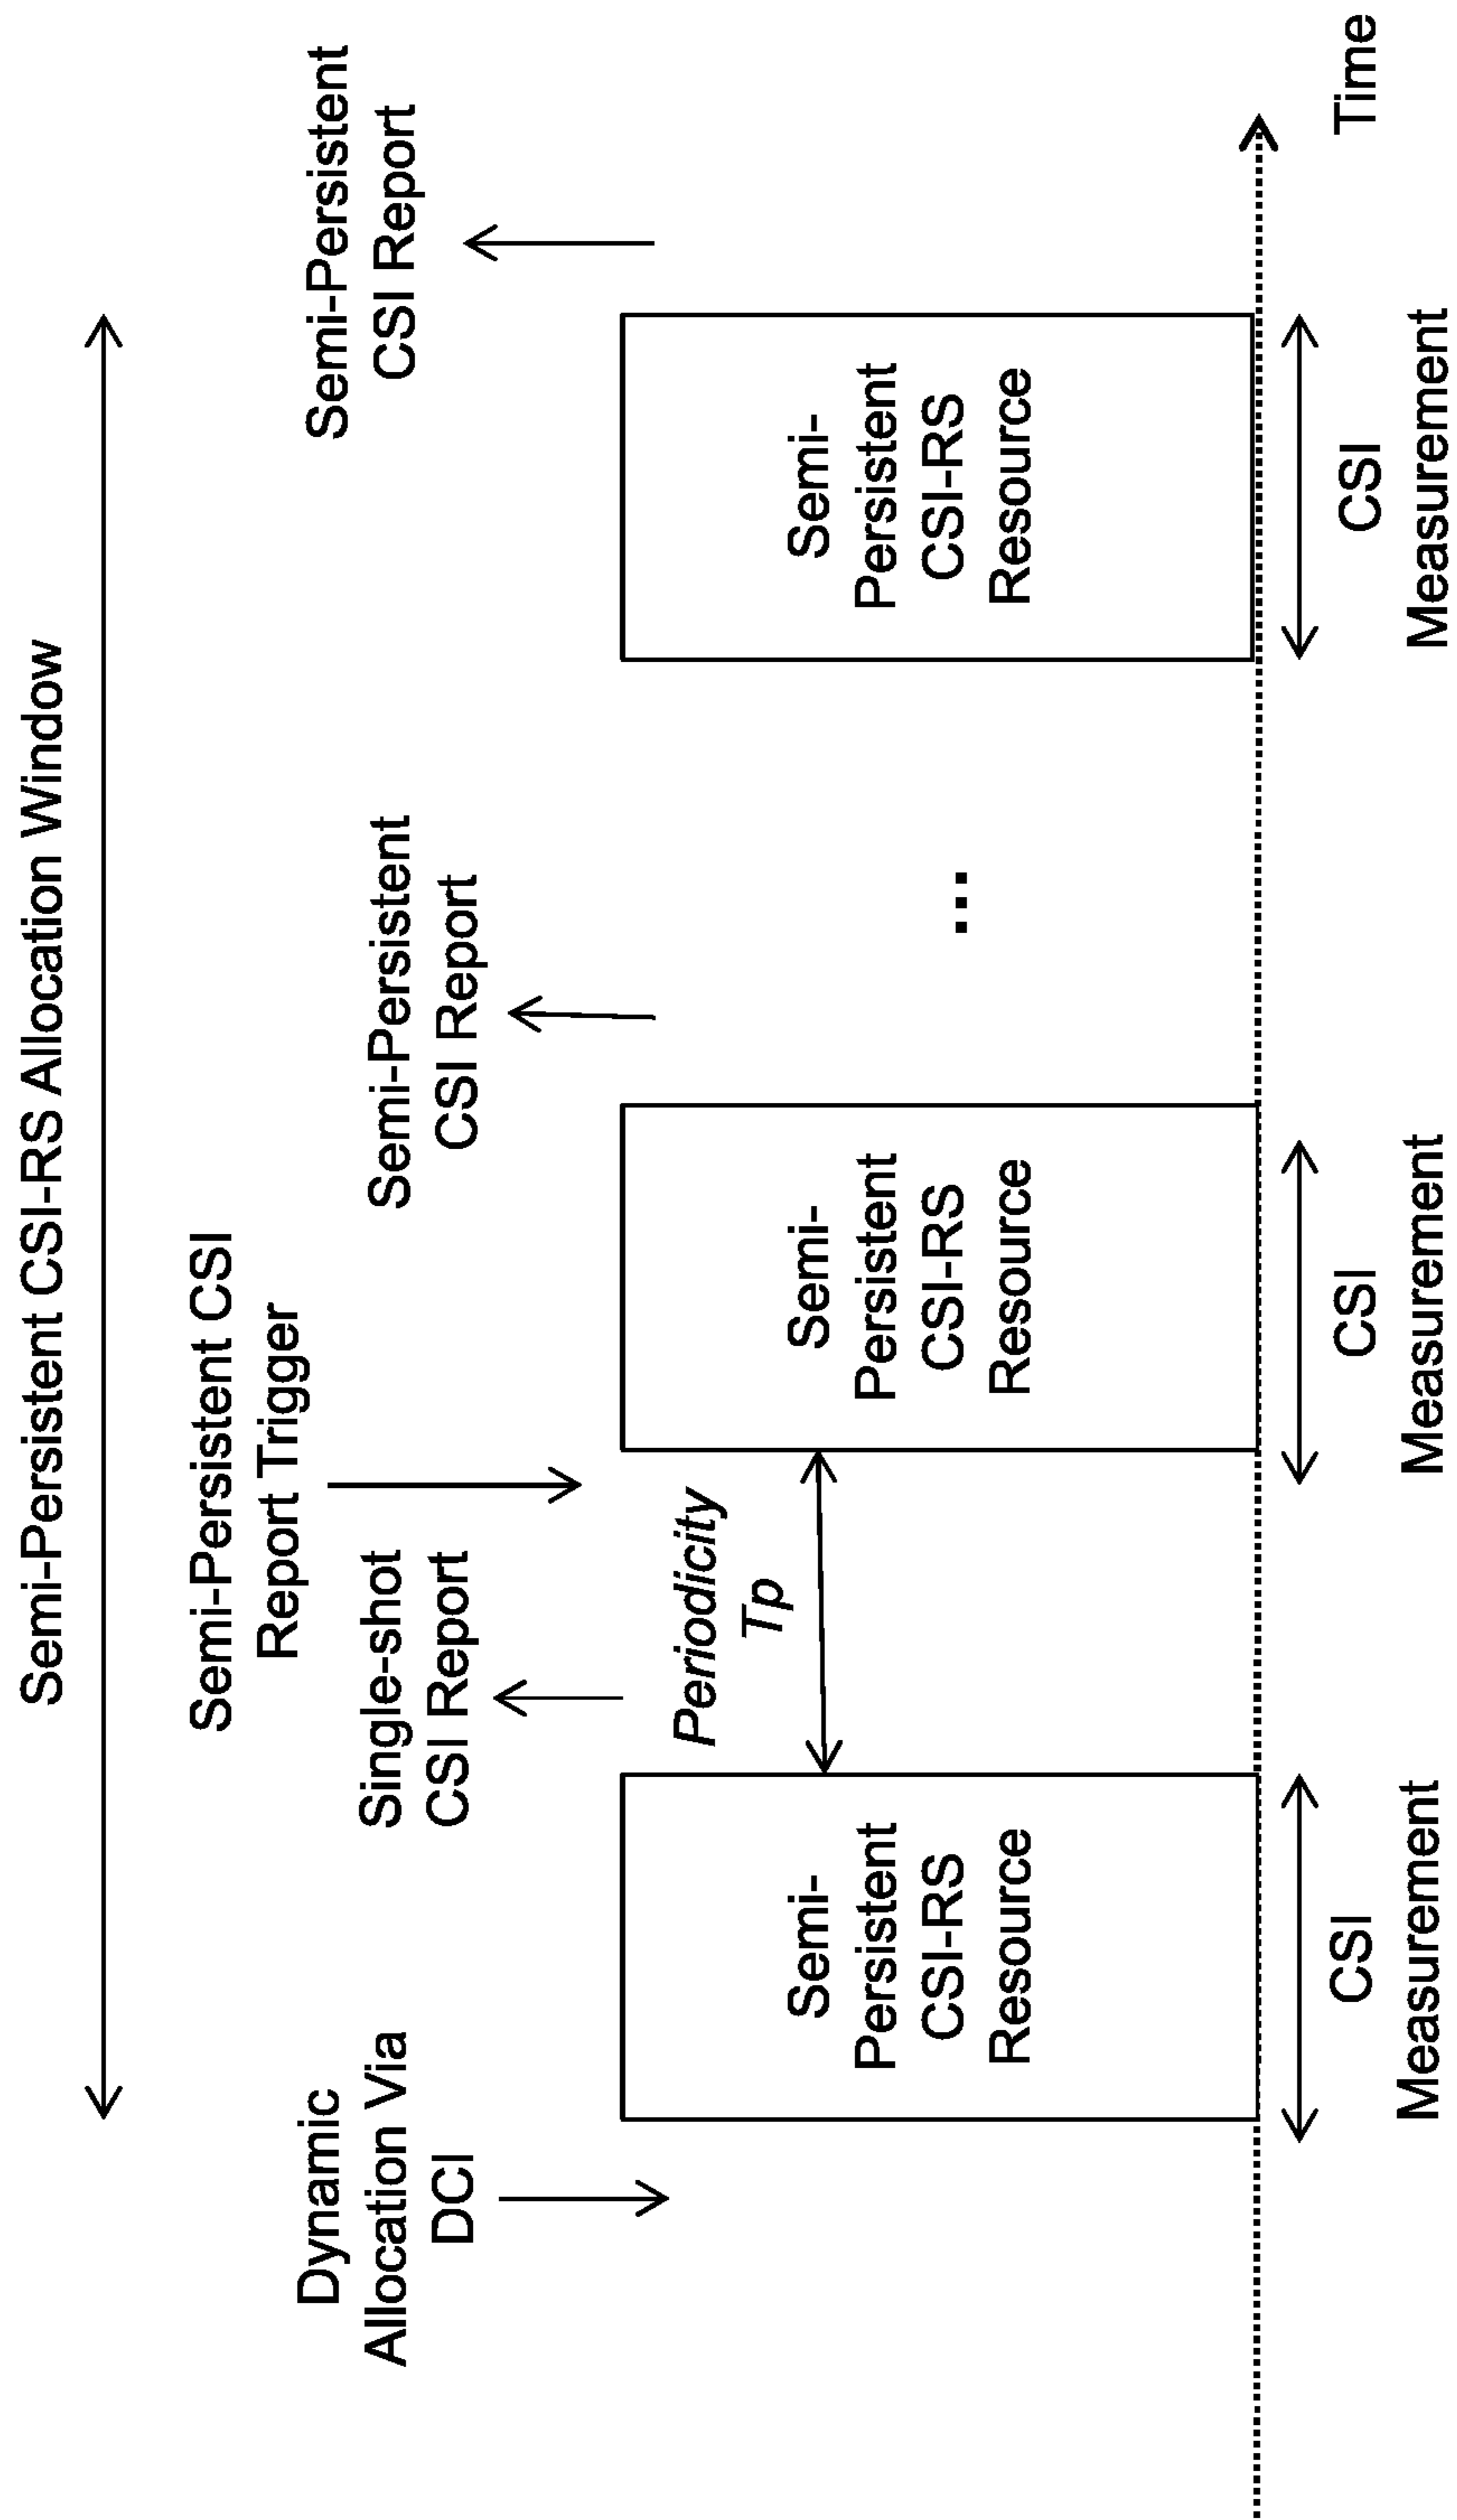 Semi-Persistent CSI-RS Allocation Window
Dynamic
Allocation Via
DCI
Semi-Persistent CSI
Report Trigger
Single-shot
CSI Report
Semi-Persistent
CSI Report
Semi-Persistent
CSI Report
Periodicity
Tp
Semi-
Persistent
CSI-RS
Resource
Semi-
Persistent
CSI-RS
Resource
...
Semi-
Persistent
CSI-RS
Resource
CSI
Measurement
CSI
Measurement
CSI
Measurement
Time